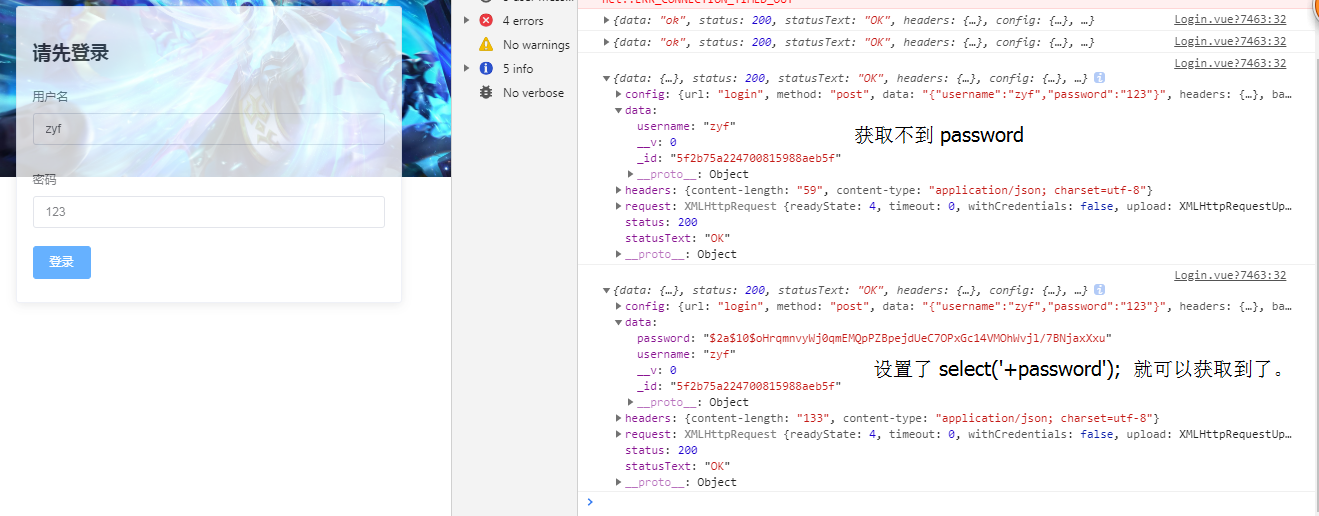 请先登录
用户名
zyf
密码
123
登录
4 errors
No warnings
5 info
No verbose
{data: "ok", status: 200, statusText: "OK", headers: {…}, config: {…}, …} Login.vue?7463:32
{data: "ok", status: 200, statusText: "OK", headers: {…}, config: {…}, …} Login.vue?7463:32
Login.vue?7463:32
{data: {…}, status: 200, statusText: "OK", headers: {…}, config: {…}, …}
config: {url: "login", method: "post", data: "{"username":"zyf","password":"123"}", headers: {…}, ba…
data:
username: "zyf"
获取不到 password
__v: 0
_id: "5f2b75a224700815988aeb5f"
__proto__: Object
headers: {content-length: "59", content-type: "application/json; charset=utf-8"}
request: XMLHttpRequest {readyState: 4, timeout: 0, withCredentials: false, upload: XMLHttpRequestUp…
status: 200
statusText: "OK"
__proto__: Object
Login.vue?7463:32
{data: {…}, status: 200, statusText: "OK", headers: {…}, config: {…}, …}
config: {url: "login", method: "post", data: "{"username":"zyf","password":"123"}", headers: {…}, ba…
data:
password: "$2a$10$oHrqmnvyWj0qmEMQpPZBpejdUeC7OPxGc14VMOhWvjl/7BNjaxXxu"
username: "zyf"
设置了 select('+password');  就可以获取到了。
__v: 0
_id: "5f2b75a224700815988aeb5f"
__proto__: Object
headers: {content-length: "133", content-type: "application/json; charset=utf-8"}
request: XMLHttpRequest {readyState: 4, timeout: 0, withCredentials: false, upload: XMLHttpRequestUp…
status: 200
statusText: "OK"
__proto__: Object